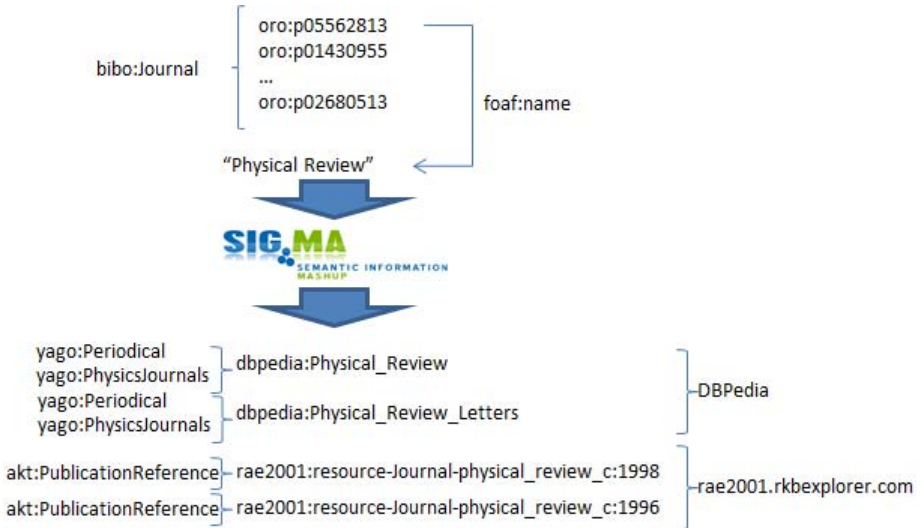 oro:p05562813
oro:p01430955
...
bibo:Journal
oro:p02680513
foaf:name
“Physical Review”
SIG.MA
SEMANTIC INFORMATION
MASHUP
yago:Periodical
dbpedia:Physical_Review
yago:PhysicsJournals
DBPedia
yago:Periodical
dbpedia:Physical_Review_Letters
yago:PhysicsJournals
akt:PublicationReference
rae2001:resource-Journal-physical_review_c:1998
rae2001.rkbexplorer.com
akt:PublicationReference
rae2001:resource-Journal-physical_review_c:1996